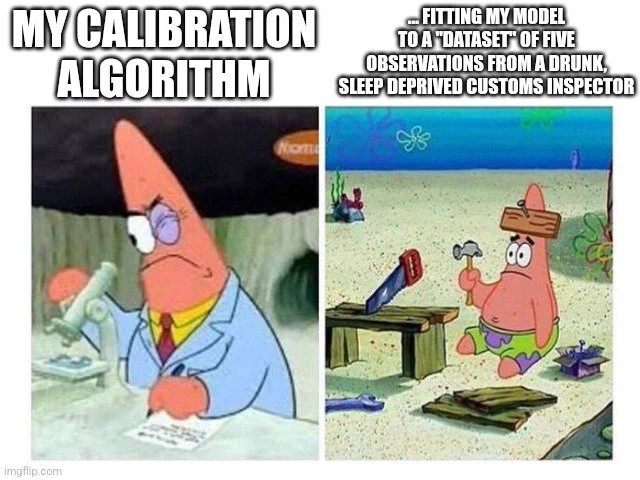 MY CALIBRATION
ALGORITHM
... FITTING MY MODEL
TO A "DATASET" OF FIVE
OBSERVATIONS FROM A DRUNK,
SLEEP DEPRIVED CUSTOMS INSPECTOR
imgflip.com